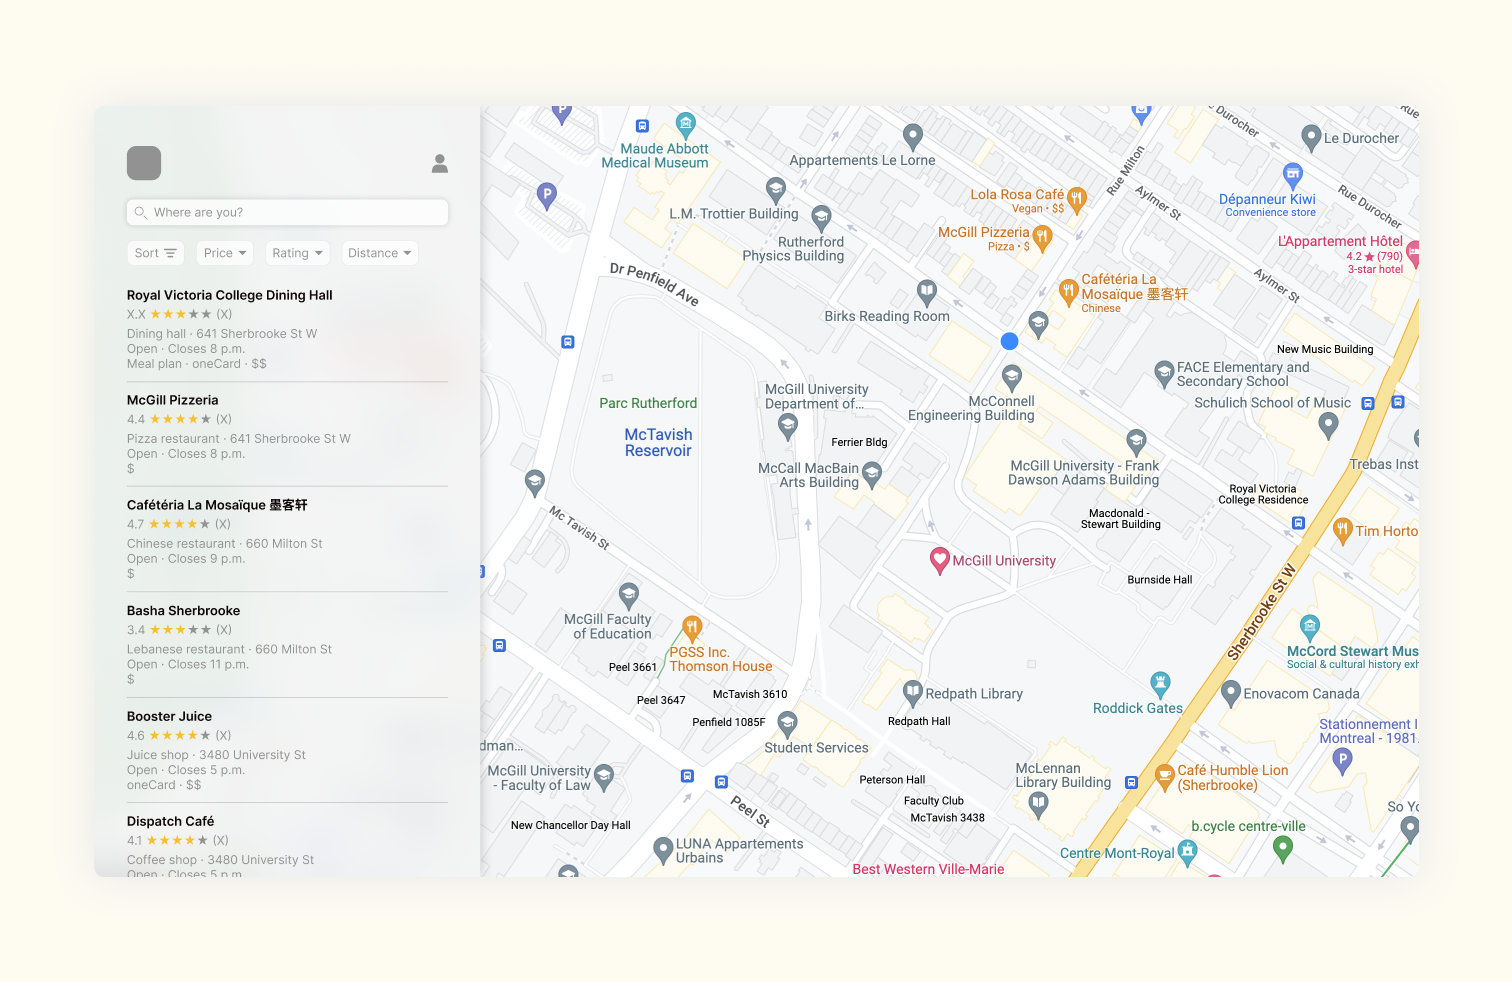 Where are you?
Sort
Price
Rating
Distance
Royal Victoria College Dining Hall
X.X ★★★★★ (X)
Dining hall · 641 Sherbrooke St W
Open · Closes 8 p.m.
Meal plan · oneCard · $$
McGill Pizzeria
4.4 ★★★★★ (X)
Pizza restaurant · 641 Sherbrooke St W
Open · Closes 8 p.m.
$
Cafétéria La Mosaïque 墨客轩
4.7 ★★★★★ (X)
Chinese restaurant · 660 Milton St
Open · Closes 9 p.m.
$
Basha Sherbrooke
3.4 ★★★★★ (X)
Lebanese restaurant · 660 Milton St
Open · Closes 11 p.m.
$
Booster Juice
4.6 ★★★★★ (X)
Juice shop · 3480 University St
Open · Closes 5 p.m.
oneCard · $$
Dispatch Café
4.1 ★★★★★ (X)
Coffee shop · 3480 University St
Open · Closes 5 p.m.
P
Maude Abbott
Medical Museum
Appartements Le Lorne
Rue Milton
Durocher
Rue
Le Durocher
P
L.M. Trottier Building
Lola Rosa Café
Vegan · $$
Aylmer St
Dépanneur Kiwi
Convenience store
Rue Durocher
Rutherford
Physics Building
McGill Pizzeria
Pizza · $
L'Appartement Hôtel
4.2 ★ (790)
3-star hotel
Dr Penfield Ave
Cafétéria La
Mosaïque 墨客轩
Chinese
Aylmer St
Birks Reading Room
New Music Building
FACE Elementary and
Secondary School
McGill University
Department of...
McConnell
Engineering Building
Schulich School of Music
Parc Rutherford
McTavish
Reservoir
Ferrier Bldg
McCall MacBain
Arts Building
McGill University - Frank
Dawson Adams Building
Trebas Inst
Royal Victoria
College Residence
Mc Tavish St
Macdonald -
Stewart Building
Tim Horto
McGill University
Burnside Hall
Sherbrooke St W
McGill Faculty
of Education
PGSS Inc.
Thomson House
Peel 3661
McCord Stewart Mus
Social & cultural history exh
Peel 3647
McTavish 3610
Redpath Library
Enovacom Canada
Roddick Gates
Penfield 1085F
Redpath Hall
Stationnement I
Montreal - 1981
P
dman...
Student Services
McGill University
- Faculty of Law
Peterson Hall
McLennan
Library Building
Café Humble Lion
(Sherbrooke)
Peel St
Faculty Club
McTavish 3438
So Yo
New Chancellor Day Hall
b.cycle centre-ville
LUNA Appartements
Urbains
Centre Mont-Royal
Best Western Ville-Marie